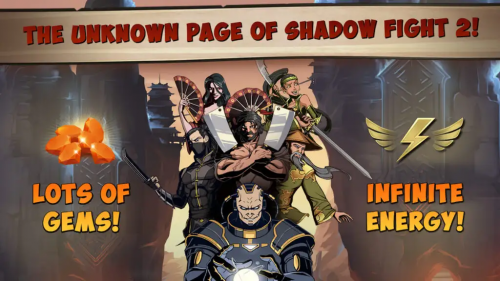 THE UNKNOWN PAGE OF SHADOW FIGHT 2!
LOTS OF
GEMS!
INFINITE
ENERGY!